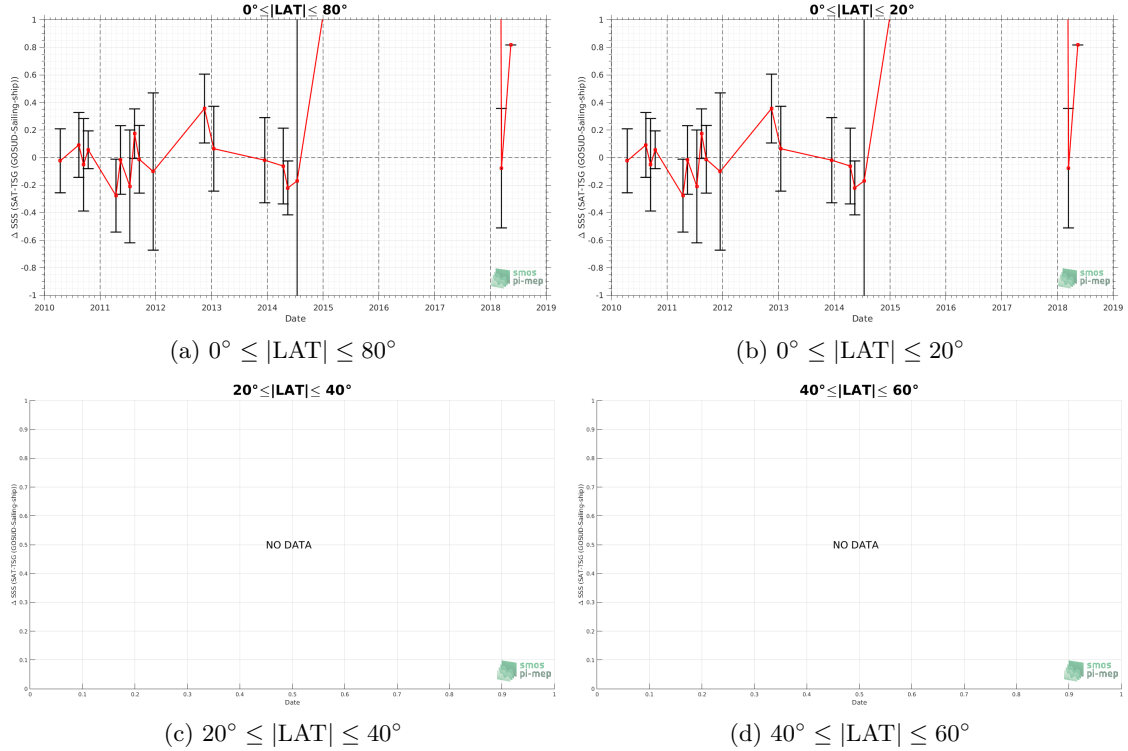 0°≤|LAT|≤ 80°
1
0.8
0.6
0.4
0.2
0
-0.2
-0.4
-0.6
-0.8
-1
Δ SSS (SAT-TSG (GOSUD-Sailing-ship))
smos
pi-mep
2010 2011 2012 2013 2014 2015 2016 2017 2018 2019
Date
(a) 0° ≤ |LAT| ≤ 80°
0°≤|LAT|≤ 20°
1
0.8
0.6
0.4
0.2
0
-0.2
-0.4
-0.6
-0.8
-1
Δ SSS (SAT-TSG (GOSUD-Sailing-ship))
smos
pi-mep
2010 2011 2012 2013 2014 2015 2016 2017 2018 2019
Date
(b) 0° ≤ |LAT| ≤ 20°
20°≤|LAT|≤ 40°
1
0.9
0.8
0.7
0.6
0.5
0.4
0.3
0.2
0.1
0
Δ SSS (SAT-TSG (GOSUD-Sailing-ship))
NO DATA
smos
pi-mep
0 0.1 0.2 0.3 0.4 0.5 0.6 0.7 0.8 0.9 1
Date
(c) 20° ≤ |LAT| ≤ 40°
40°≤|LAT|≤ 60°
1
0.9
0.8
0.7
0.6
0.5
0.4
0.3
0.2
0.1
0
Δ SSS (SAT-TSG (GOSUD-Sailing-ship))
NO DATA
smos
pi-mep
0 0.1 0.2 0.3 0.4 0.5 0.6 0.7 0.8 0.9 1
Date
(d) 40° ≤ |LAT| ≤ 60°